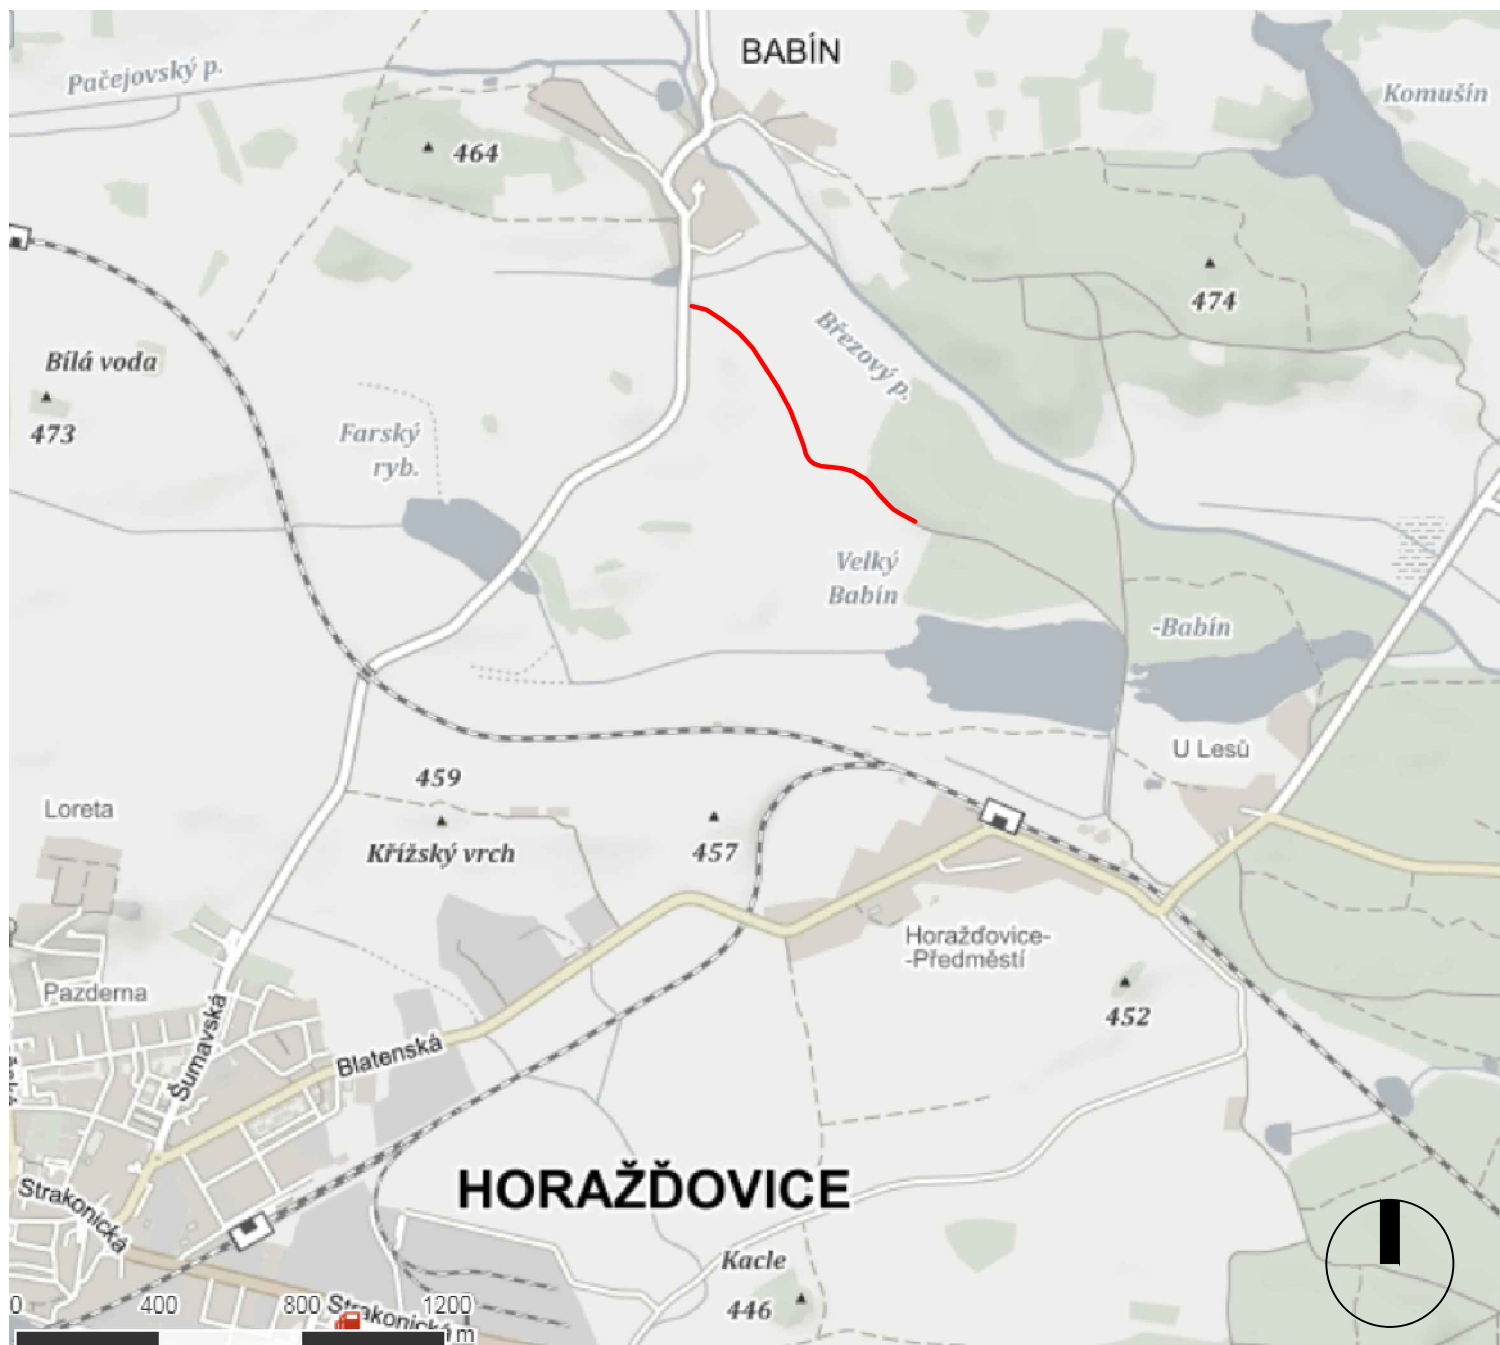 BABÍN
Pačejovský p.
Komušín
464
474
Březový p.
Bílá voda
473
Farský
ryb.
Velký
Babín
-Babín
U Lesů
459
Křížský vrch
457
Loreta
Horažďovice-
-Předměstí
Pazderna
452
Šumavská
Blatenská
HORAŽĎOVICE
Strakonická
Kacle
446
0 400 800 1200
Strakonická
m